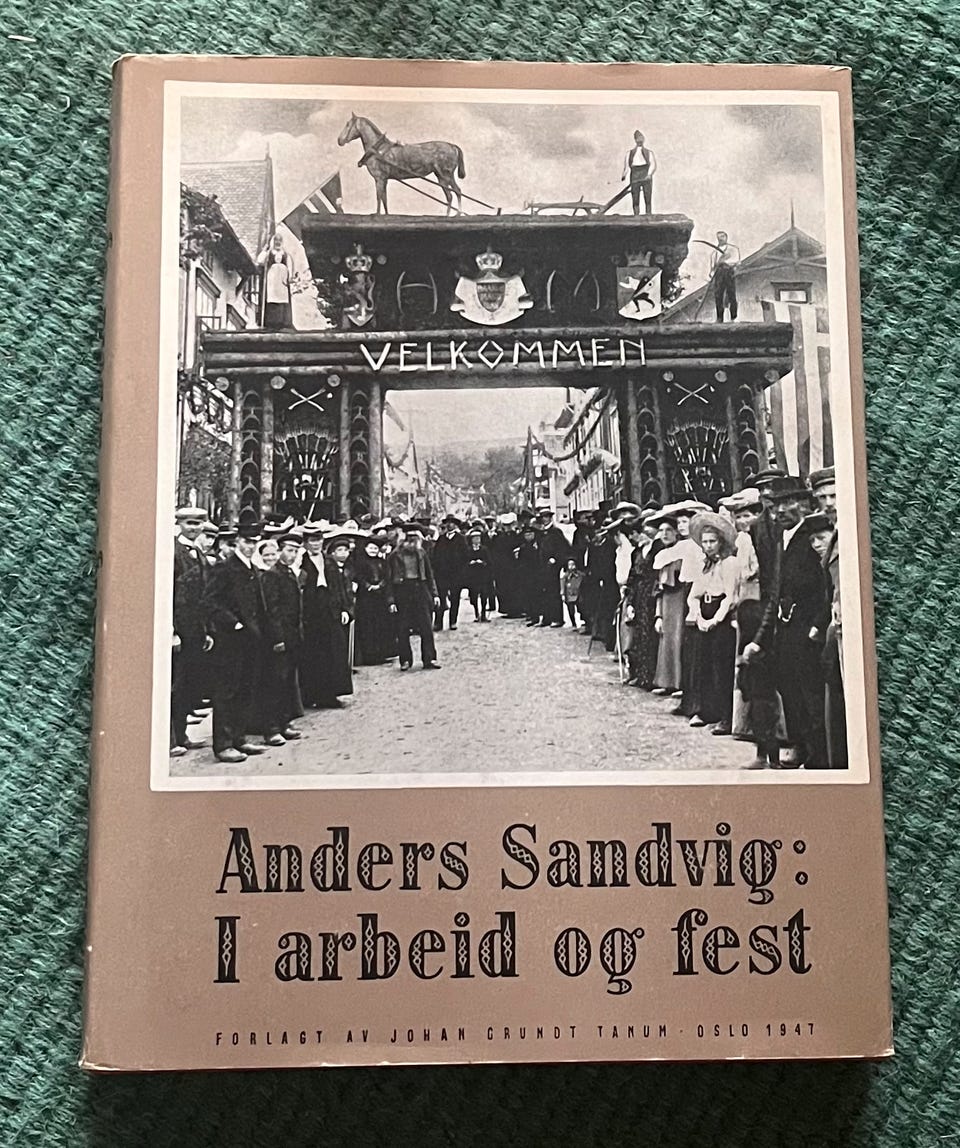 H M
VELKOMMEN
Anders Sandvig:
I arbeid og fest
FORLAGT AV JOHAN GRUNDT TANUM · OSLO 1947